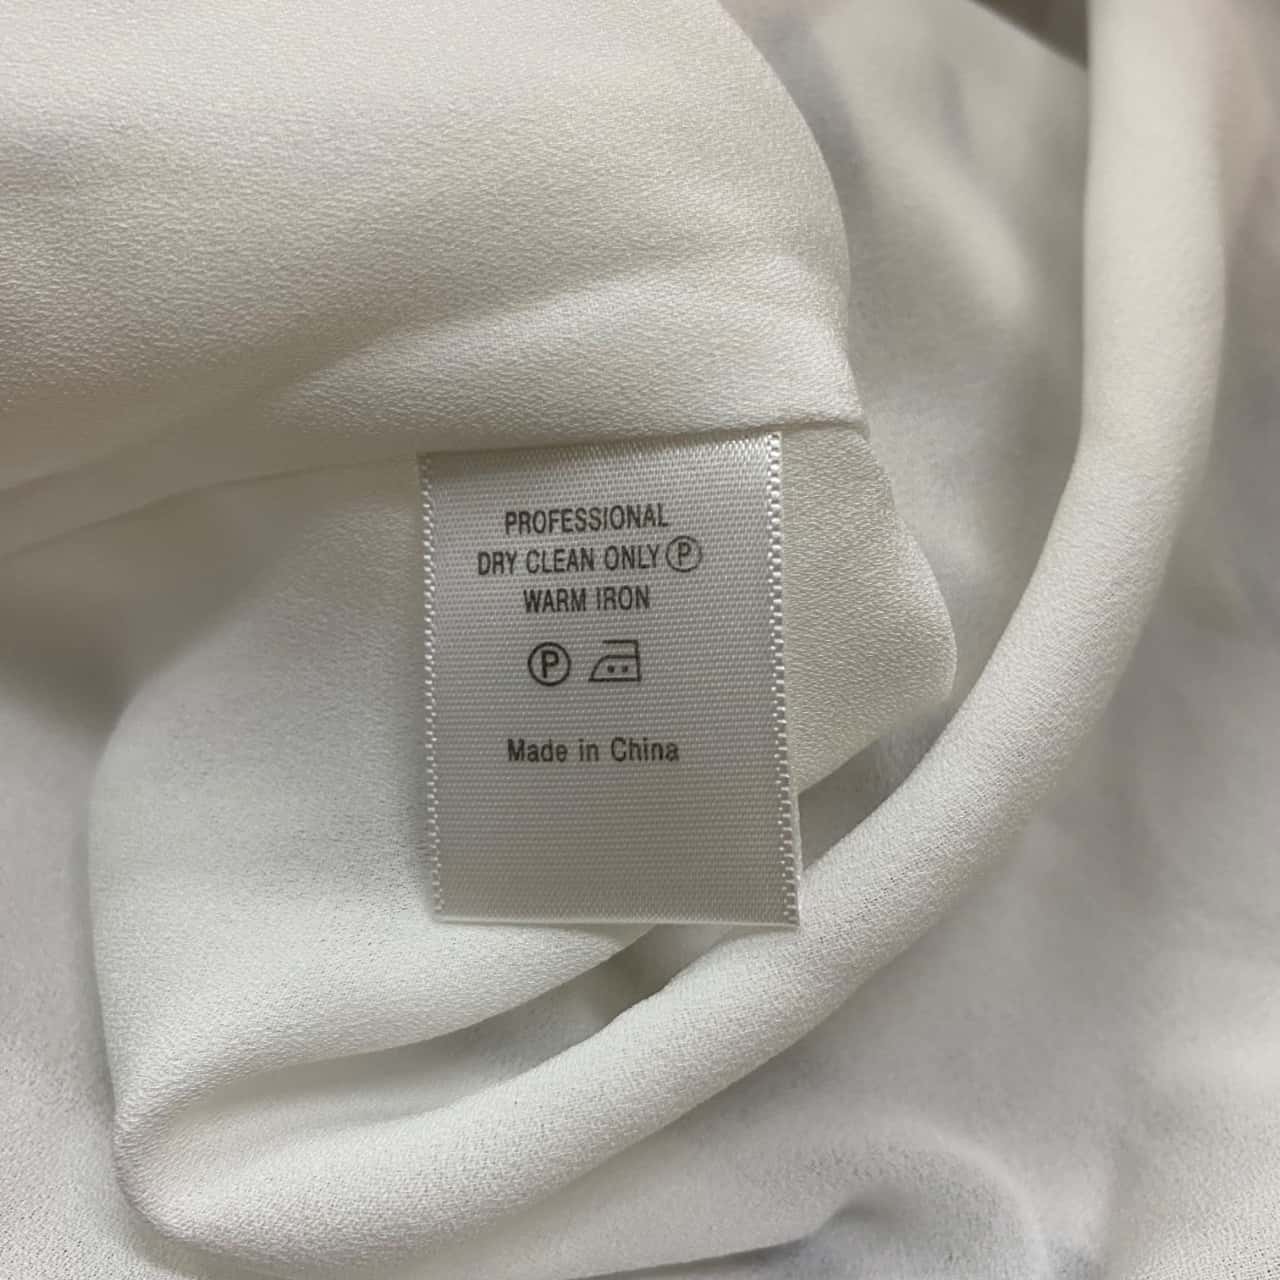 PROFESSIONAL
DRY CLEAN ONLY Ⓟ
WARM IRON
Ⓟ
Made in China